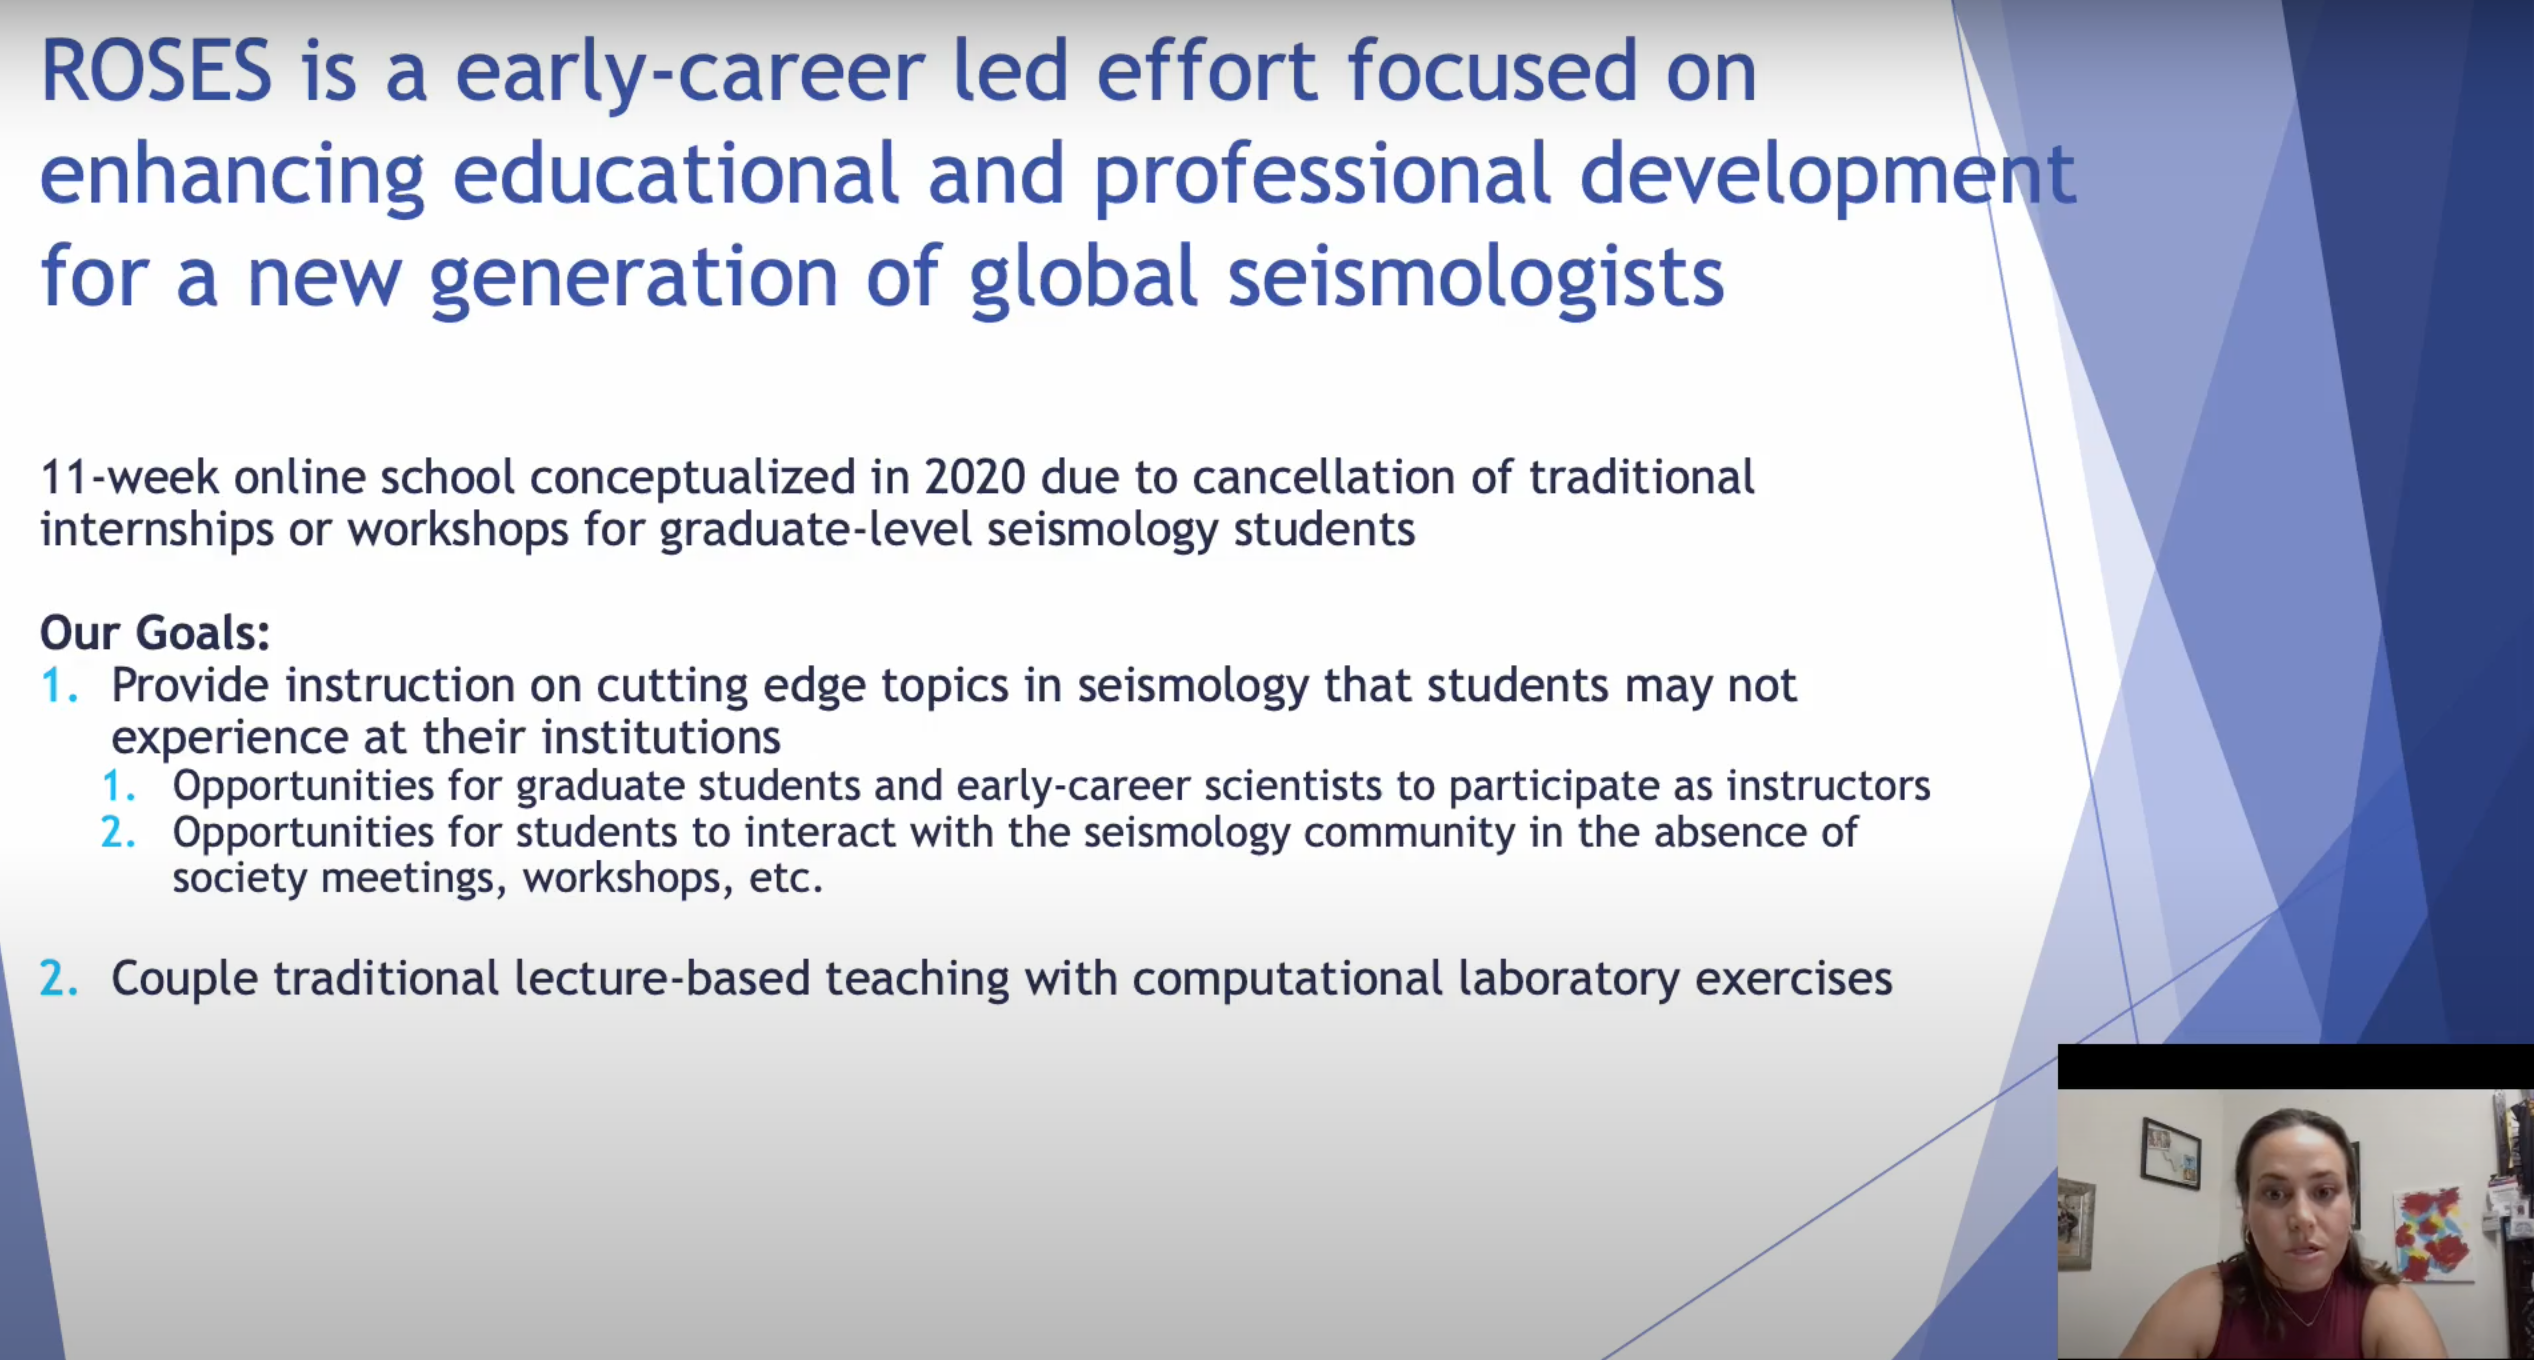 ROSES is a early-career led effort focused on
enhancing educational and professional development
for a new generation of global seismologists
11-week online school conceptualized in 2020 due to cancellation of traditional
internships or workshops for graduate-level seismology students
Our Goals:
1. Provide instruction on cutting edge topics in seismology that students may not
experience at their institutions
1. Opportunities for graduate students and early-career scientists to participate as instructors
2. Opportunities for students to interact with the seismology community in the absence of
society meetings, workshops, etc.
2. Couple traditional lecture-based teaching with computational laboratory exercises